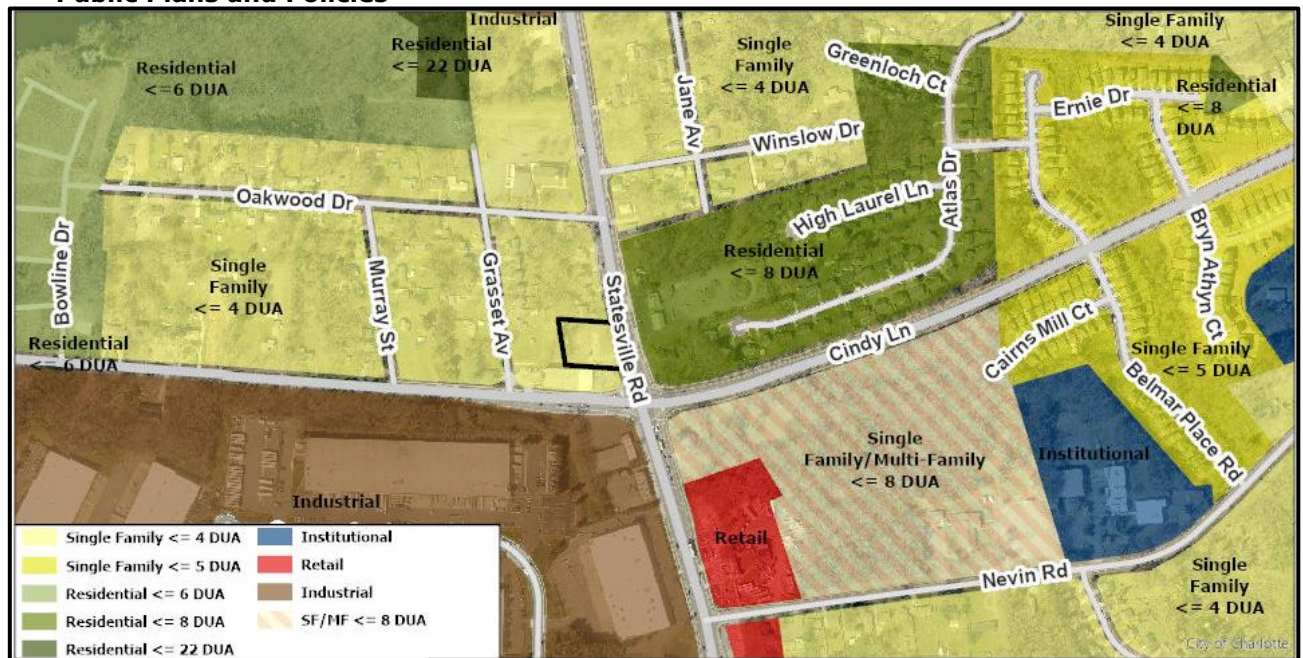 Public Plans and Policies
Industrial
Residential
<= 22 DUA
Single
Family
<= 4 DUA
Single Family
<= 4 DUA
Residential
<=6 DUA
Greenloch Ct
Residential
<= 8
DUA
Jane Av
Ernie Dr
Winslow Dr
Oakwood Dr
High Laurel Ln
Atlas Dr
Bryn Athyn Ct
Residential
<= 8 DUA
Bowline Dr
Single
Family
<= 4 DUA
Murray St
Grasset Av
Statesville Rd
Residential
<= 6 DUA
Cindy Ln
Cairns Mill Ct
Single Family
<= 5 DUA
Belmar Place Rd
Single
Family/Multi-Family
<= 8 DUA
Institutional
Industrial
Retail
Nevin Rd
Single
Family
<= 4 DUA
Single Family <= 4 DUA
Single Family <= 5 DUA
Residential <= 6 DUA
Residential <= 8 DUA
Residential <= 22 DUA
Institutional
Retail
Industrial
SF/MF <= 8 DUA
City of Charlotte